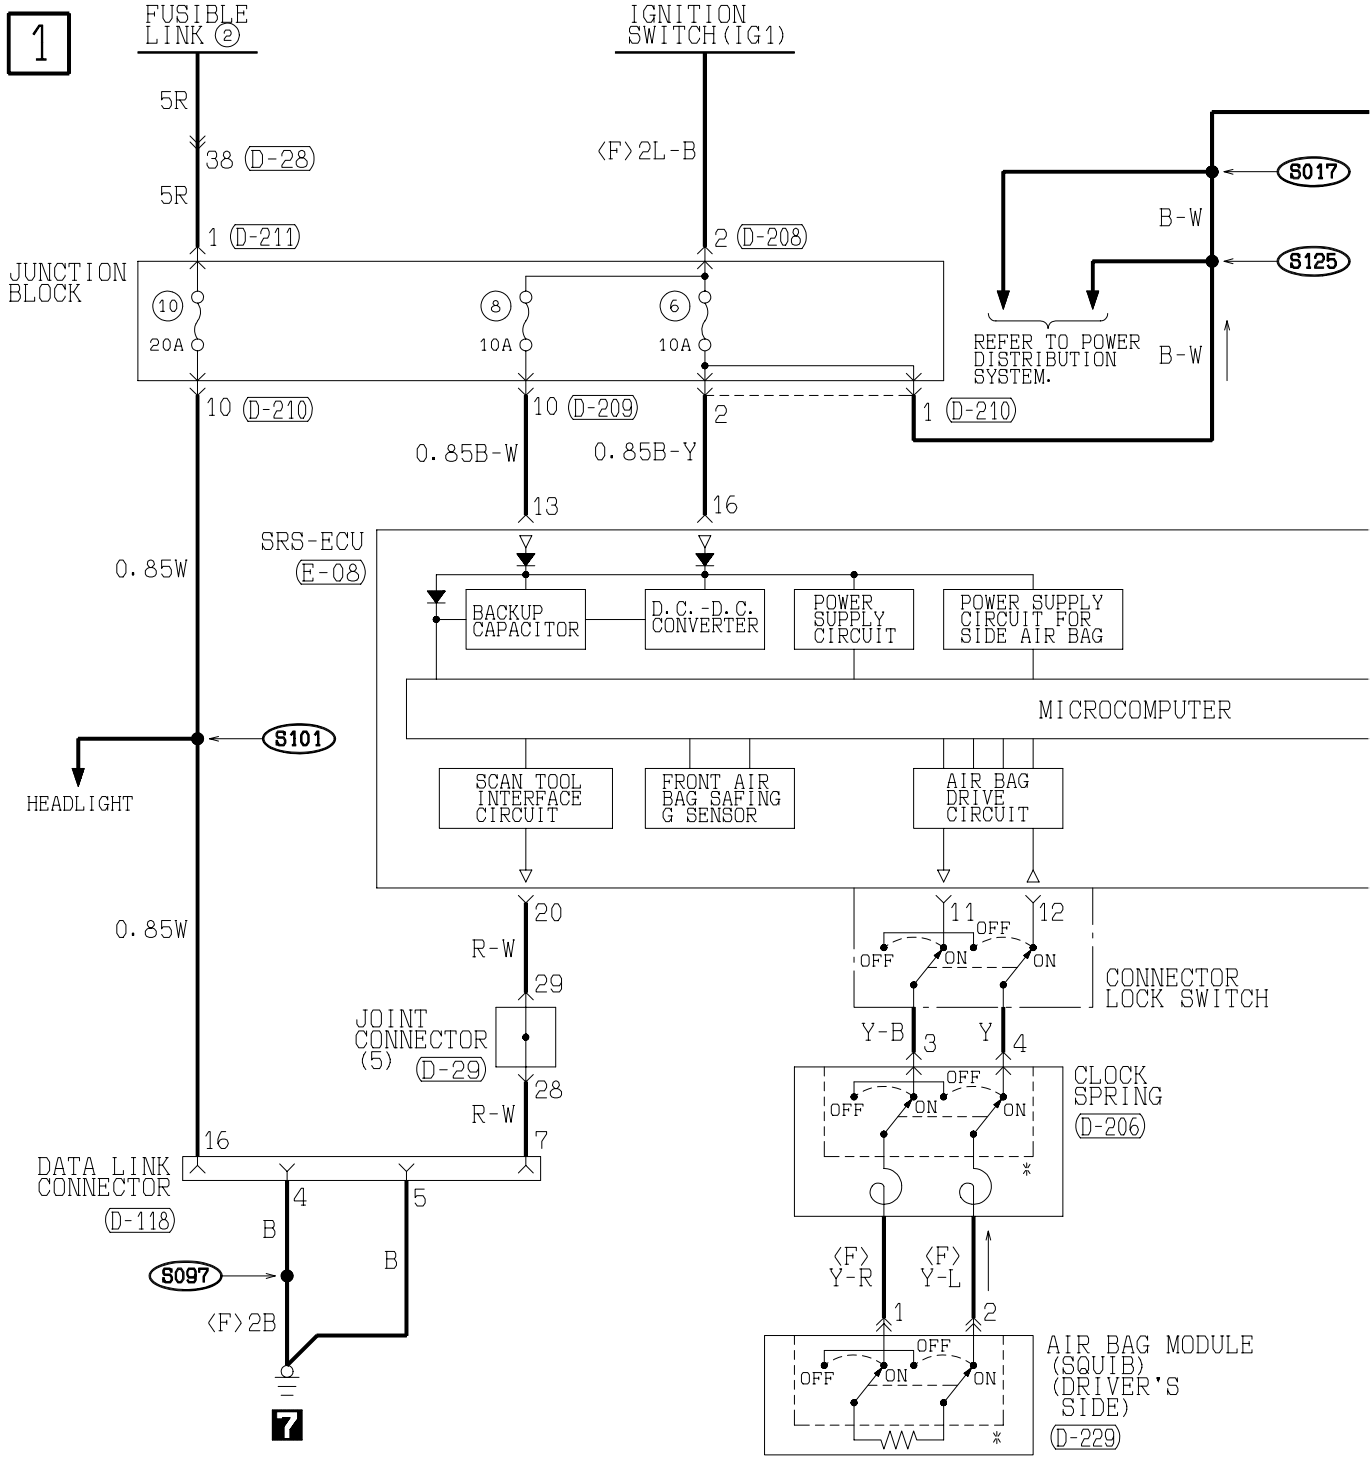 1
FUSIBLE
LINK ②
IGNITION
SWITCH(IG1)
5R
38 (D-28)
5R
<F>2L-B
S017
B-W
1 (D-211)
2 (D-208)
S125
JUNCTION
BLOCK
10
20A
8
10A
6
10A
REFER TO POWER
DISTRIBUTION
SYSTEM.
B-W
10 (D-210)
10 (D-209)
2
1 (D-210)
0.85B-W
0.85B-Y
13
16
SRS-ECU
(E-08)
0.85W
BACKUP
CAPACITOR
D.C.-D.C.
CONVERTER
POWER
SUPPLY
CIRCUIT
POWER SUPPLY
CIRCUIT FOR
SIDE AIR BAG
MICROCOMPUTER
S101
HEADLIGHT
SCAN TOOL
INTERFACE
CIRCUIT
FRONT AIR
BAG SAFING
G SENSOR
AIR BAG
DRIVE
CIRCUIT
0.85W
20
R-W
29
11
12
OFF
OFF
ON
ON
CONNECTOR
LOCK SWITCH
JOINT
CONNECTOR
(5)
(D-29)
Y-B
3
Y
4
28
R-W
7
OFF
OFF
ON
ON
CLOCK
SPRING
(D-206)
*
16
DATA LINK
CONNECTOR
(D-118)
4
5
B
B
S097
<F>2B
<F>
Y-R
<F>
Y-L
1
2
7
OFF
OFF
ON
ON
*
AIR BAG MODULE
(SQUIB)
(DRIVER'S
SIDE)
(D-229)